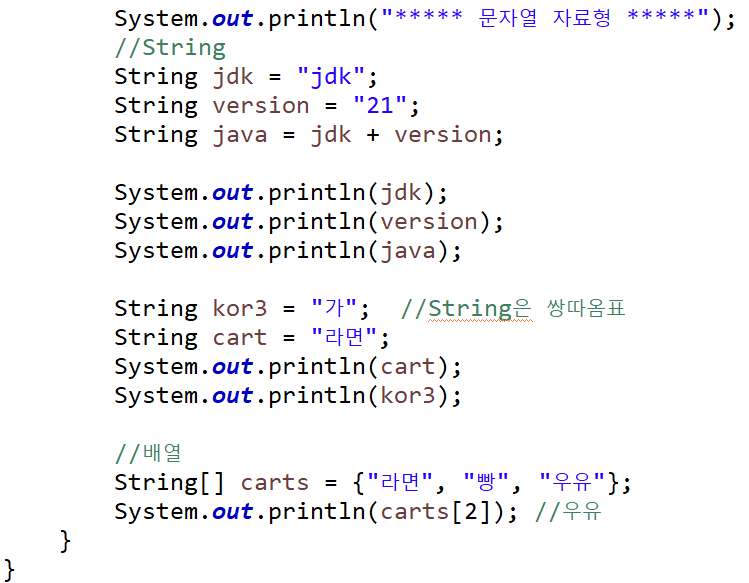 System.out.println("***** 문자열 자료형 *****");
//String
String jdk = "jdk";
String version = "21";
String java = jdk + version;
System.out.println(jdk);
System.out.println(version);
System.out.println(java);
String kor3 = "가";  //String은 쌍따옴표
String cart = "라면";
System.out.println(cart);
System.out.println(kor3);
//배열
String[] carts = {"라면", "빵", "우유"};
System.out.println(carts[2]); //우유
}
}